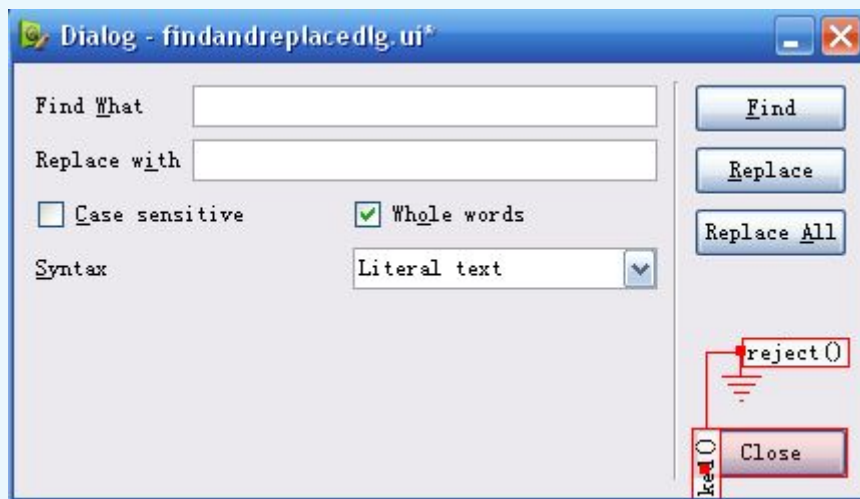 Dialog - findandreplacedlg.ui*
Find What
Find
Replace with
Replace
Case sensitive
Whole words
Replace All
Syntax
Literal text
reject()
Close